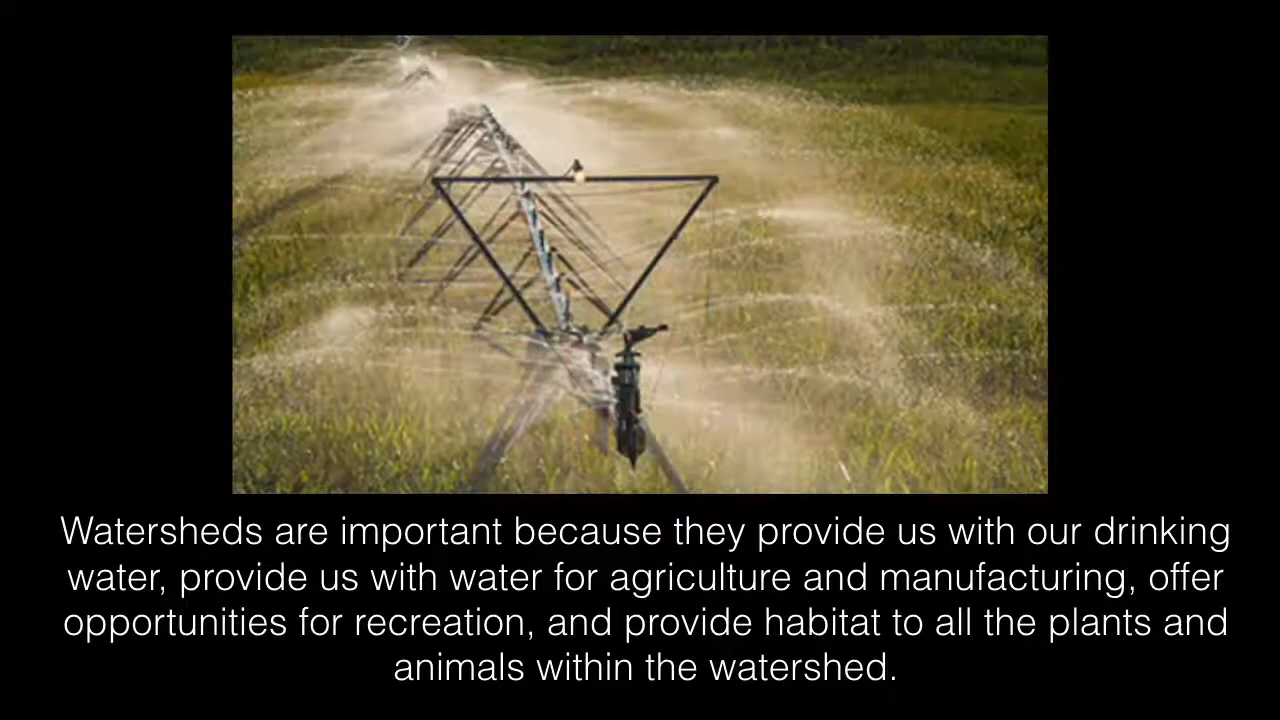 Watersheds are important because they provide us with our drinking
water, provide us with water for agriculture and manufacturing, offer
opportunities for recreation, and provide habitat to all the plants and
animals within the watershed.